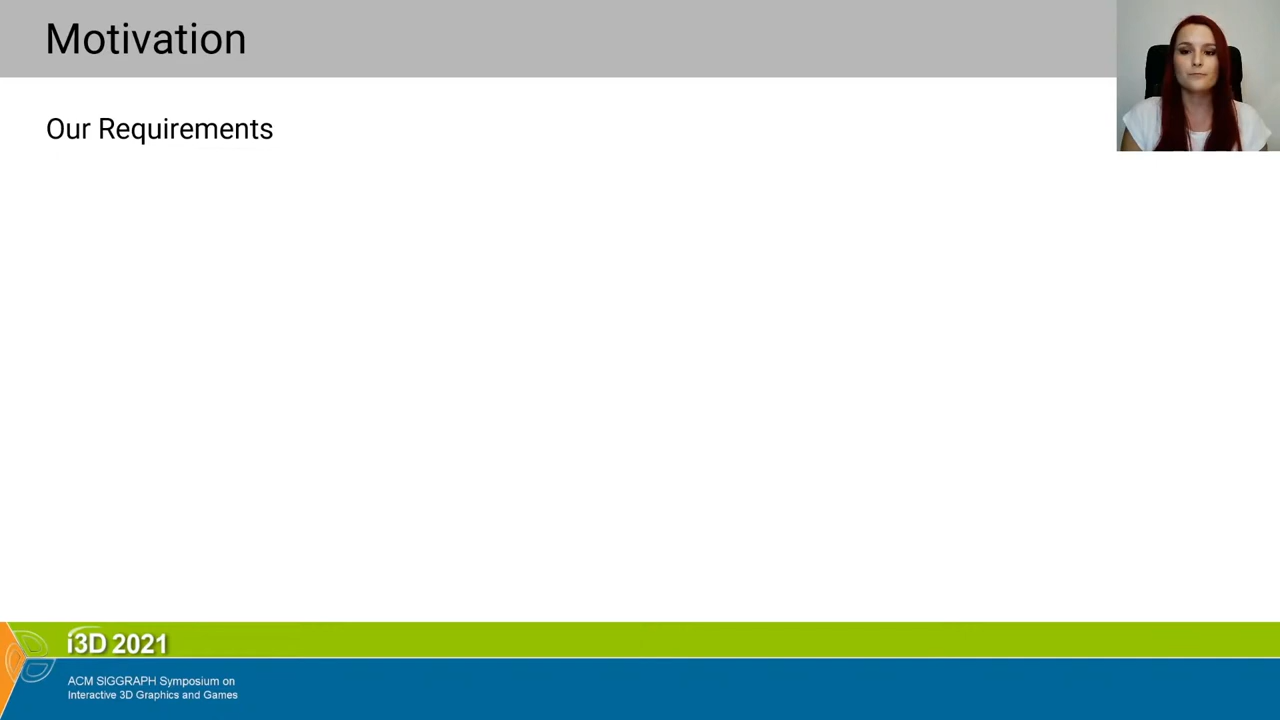 Motivation
Our Requirements
i3D 2021
ACM SIGGRAPH Symposium on
Interactive 3D Graphics and Games